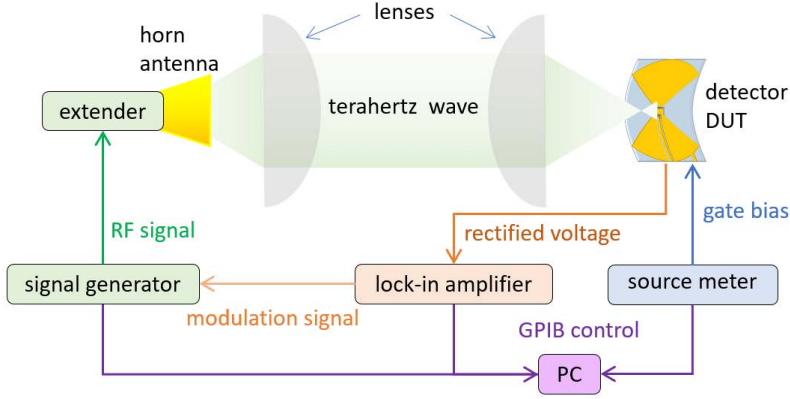 lenses
horn
antenna
extender
terahertz wave
detector
DUT
RF signal
rectified voltage
gate bias
signal generator
lock-in amplifier
source meter
modulation signal
GPIB control
PC